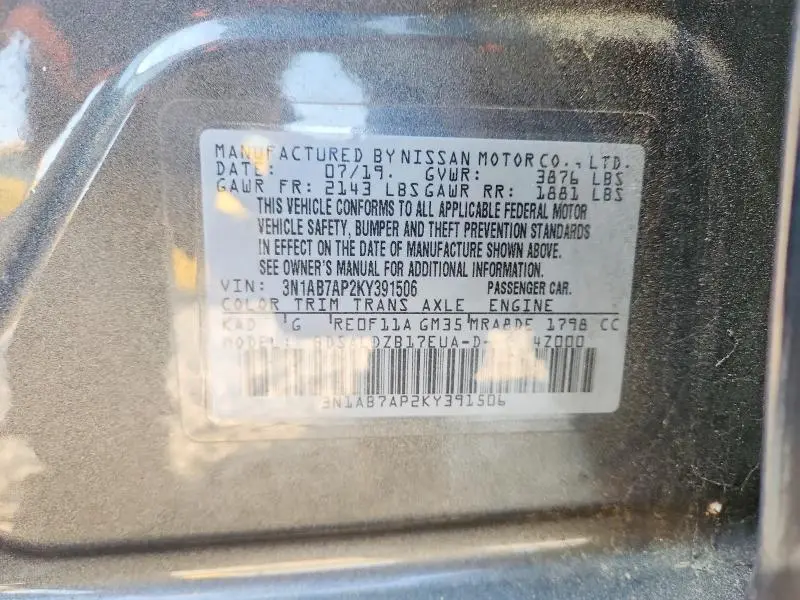 MANUFACTURED BY NISSAN MOTOR CO., LTD.
DATE: 07/19. GVWR: 3876 LBS
GAWR FR: 2143 LBS GAWR RR: 1881 LBS
THIS VEHICLE CONFORMS TO ALL APPLICABLE FEDERAL MOTOR
VEHICLE SAFETY, BUMPER AND THEFT PREVENTION STANDARDS
IN EFFECT ON THE DATE OF MANUFACTURE SHOWN ABOVE.
SEE OWNER'S MANUAL FOR ADDITIONAL INFORMATION.
VIN: 3N1AB7AP2KY391506 PASSENGER CAR.
COLOR TRIM TRANS AXLE ENGINE
KAD G RE0F11A GM35 MRA8DE 1798 CC
MODEL:
3N1AB7AP2KY391506